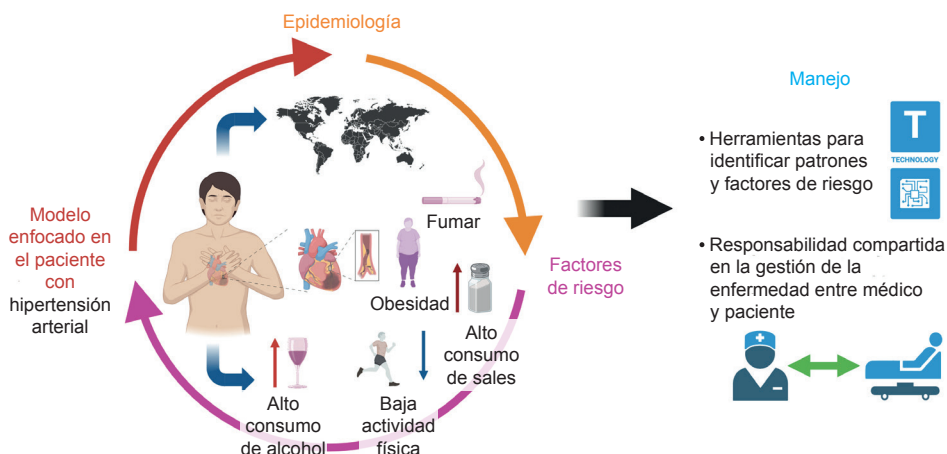 Epidemiología
Modelo
enfocado en
el paciente
con
hipertensión
arterial
Fumar
Obesidad
Alto
consumo
de sales
Alto
consumo
de alcohol
Baja
actividad
física
Factores
de riesgo
Manejo
• Herramientas para
identificar patrones
y factores de riesgo
T
TECHNOLOGY
• Responsabilidad compartida
en la gestión de la
enfermedad entre médico
y paciente